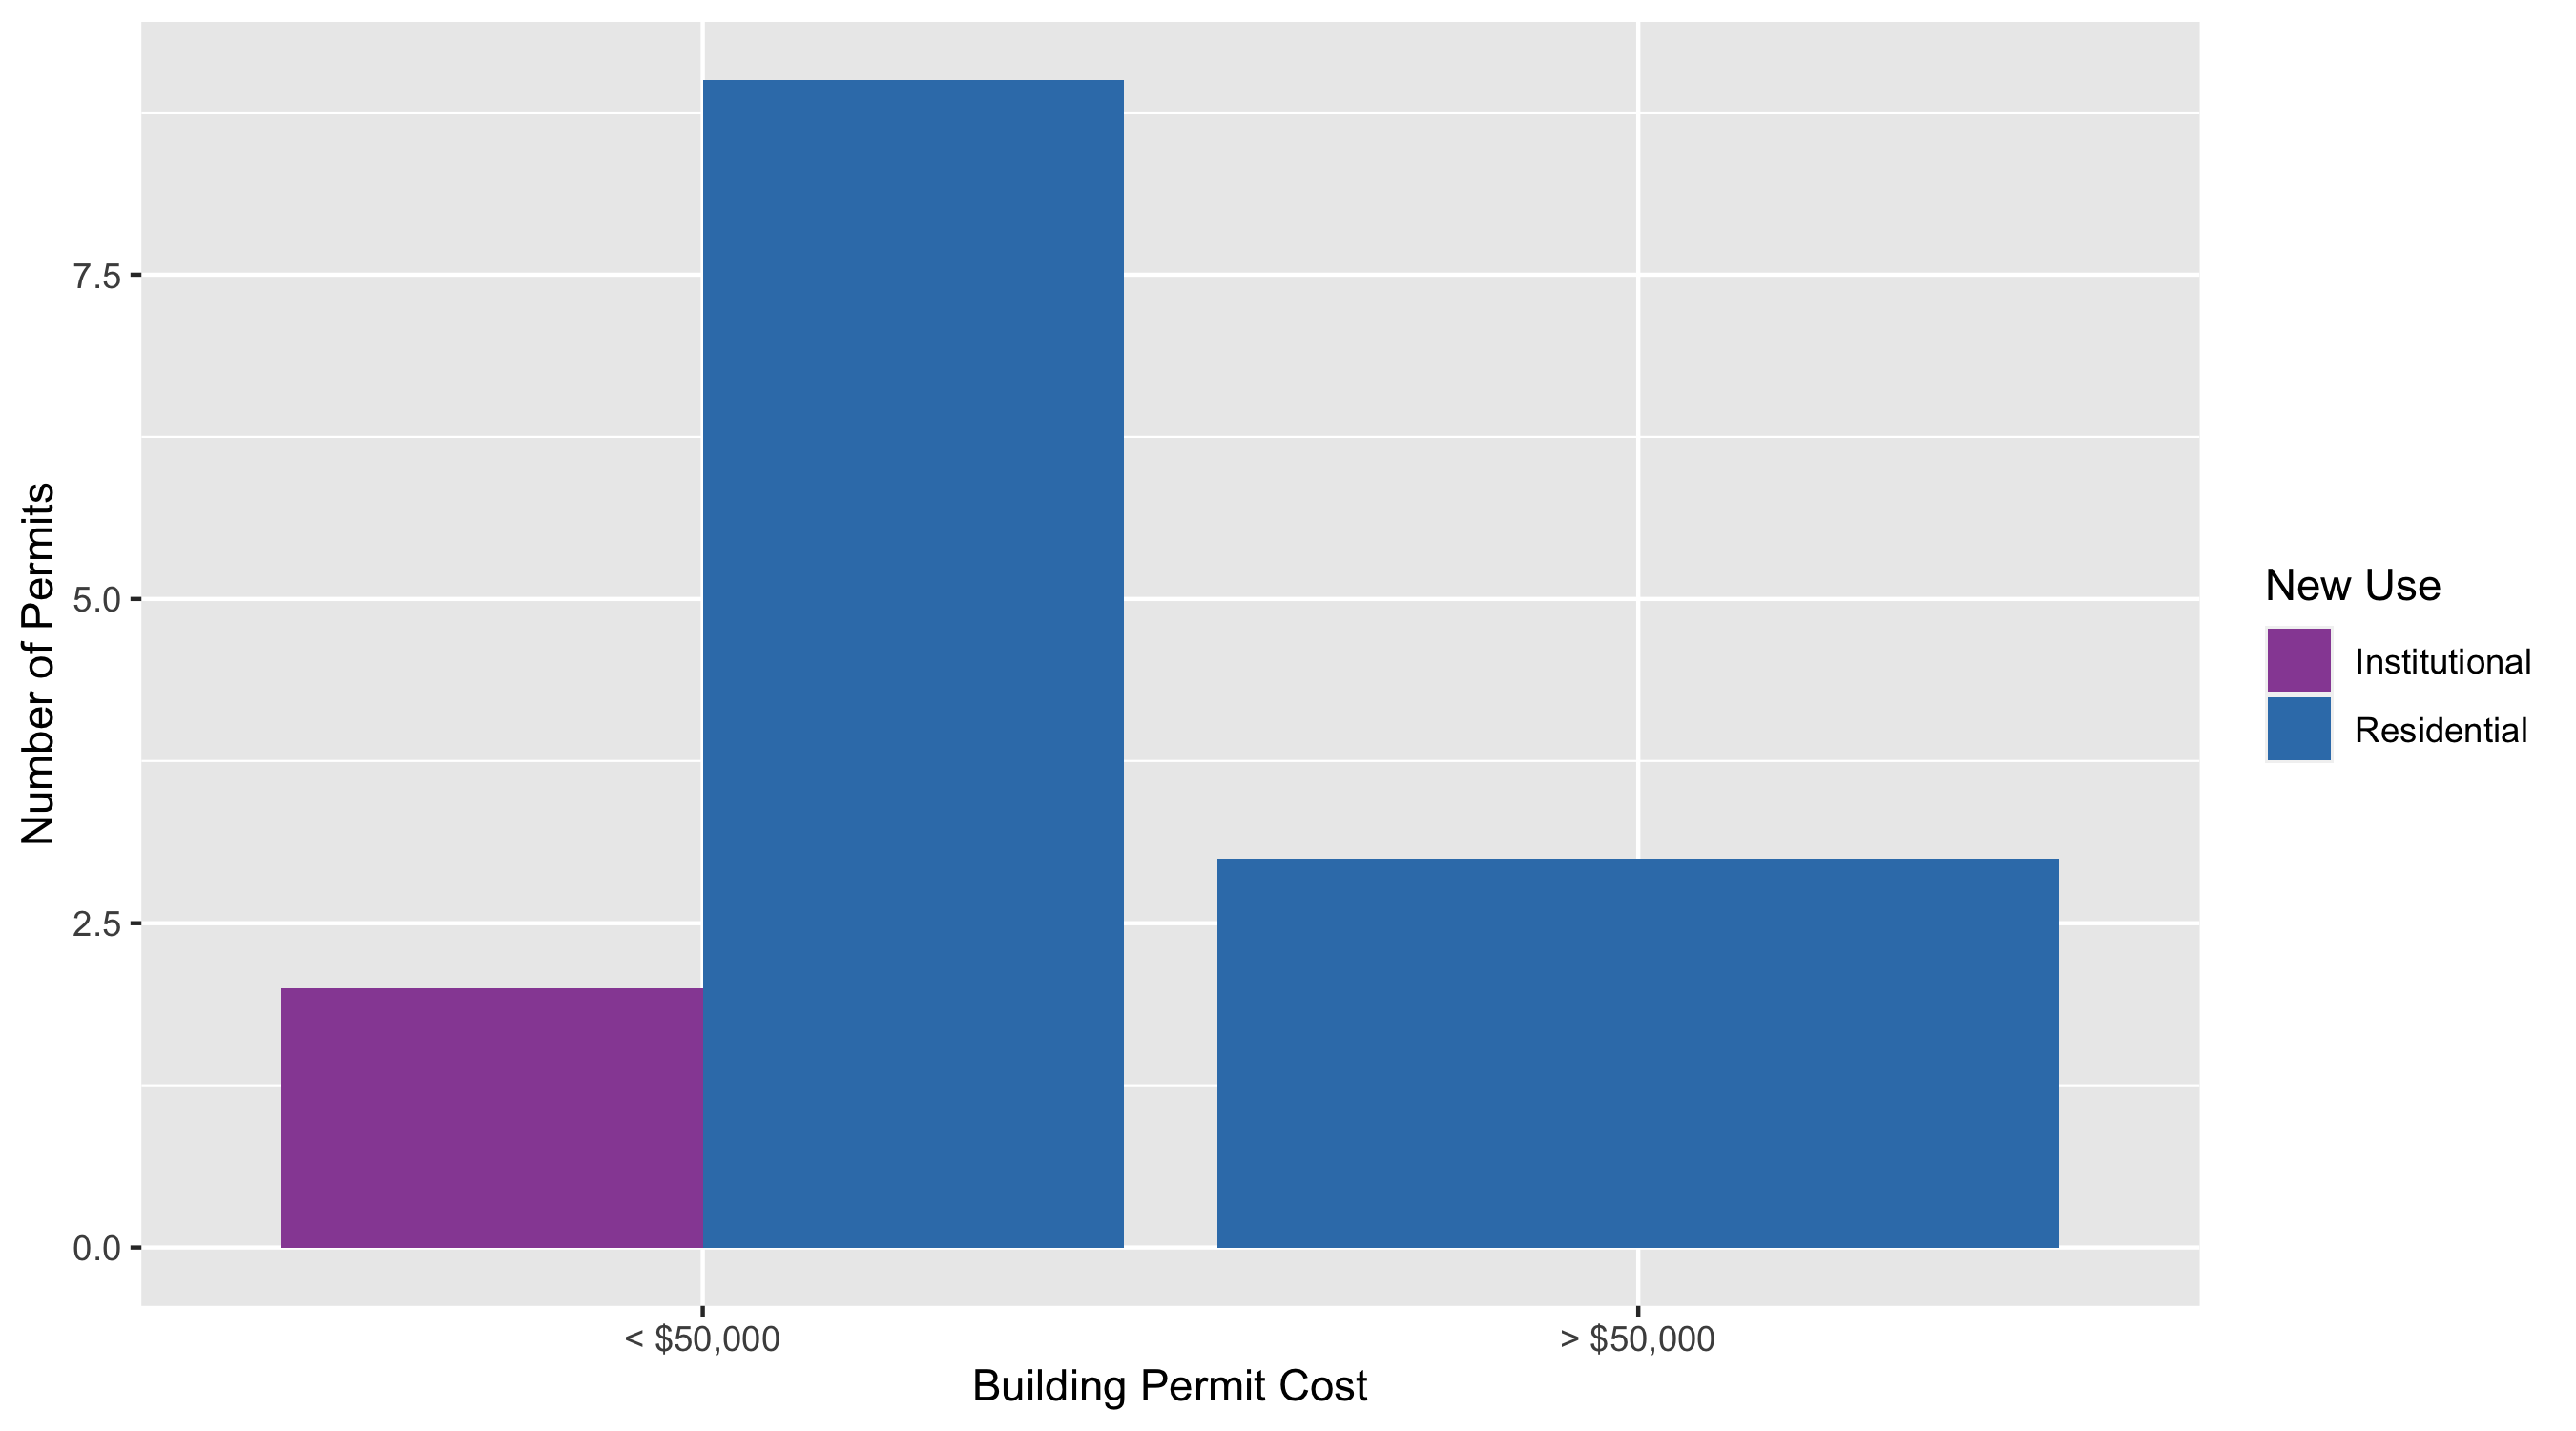 Number of Permits
7.5
5.0
2.5
0.0
< $50,000
> $50,000
Building Permit Cost
New Use
Institutional
Residential